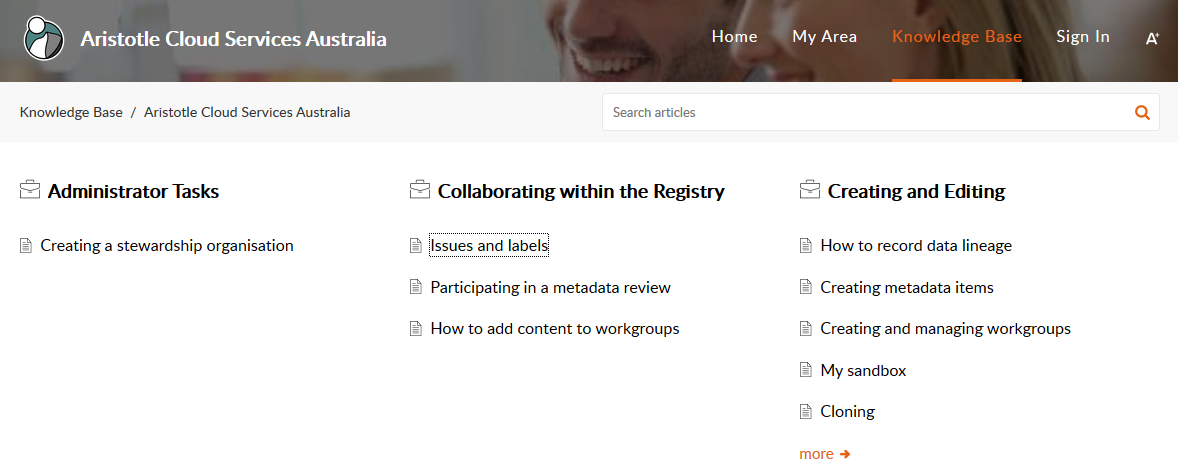 Aristotle Cloud Services Australia
Home My Area Knowledge Base Sign In A+
Knowledge Base / Aristotle Cloud Services Australia
Search articles
Administrator Tasks
Creating a stewardship organisation
Collaborating within the Registry
Issues and labels
Participating in a metadata review
How to add content to workgroups
Creating and Editing
How to record data lineage
Creating metadata items
Creating and managing workgroups
My sandbox
Cloning
more